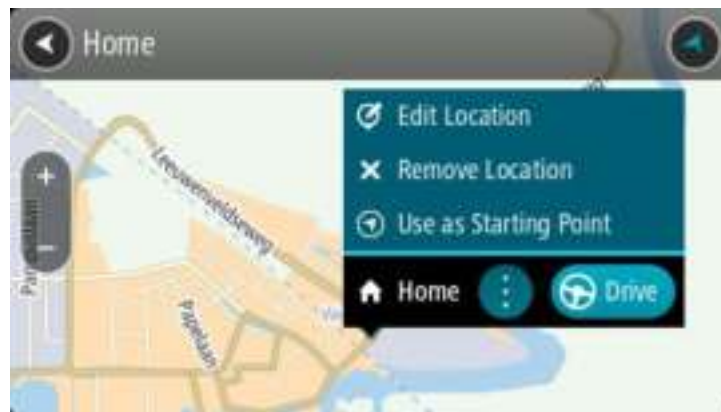 Home
Edit Location
Remove Location
Use as Starting Point
Home
Drive
Leeuwenveldseweg
Papelaan